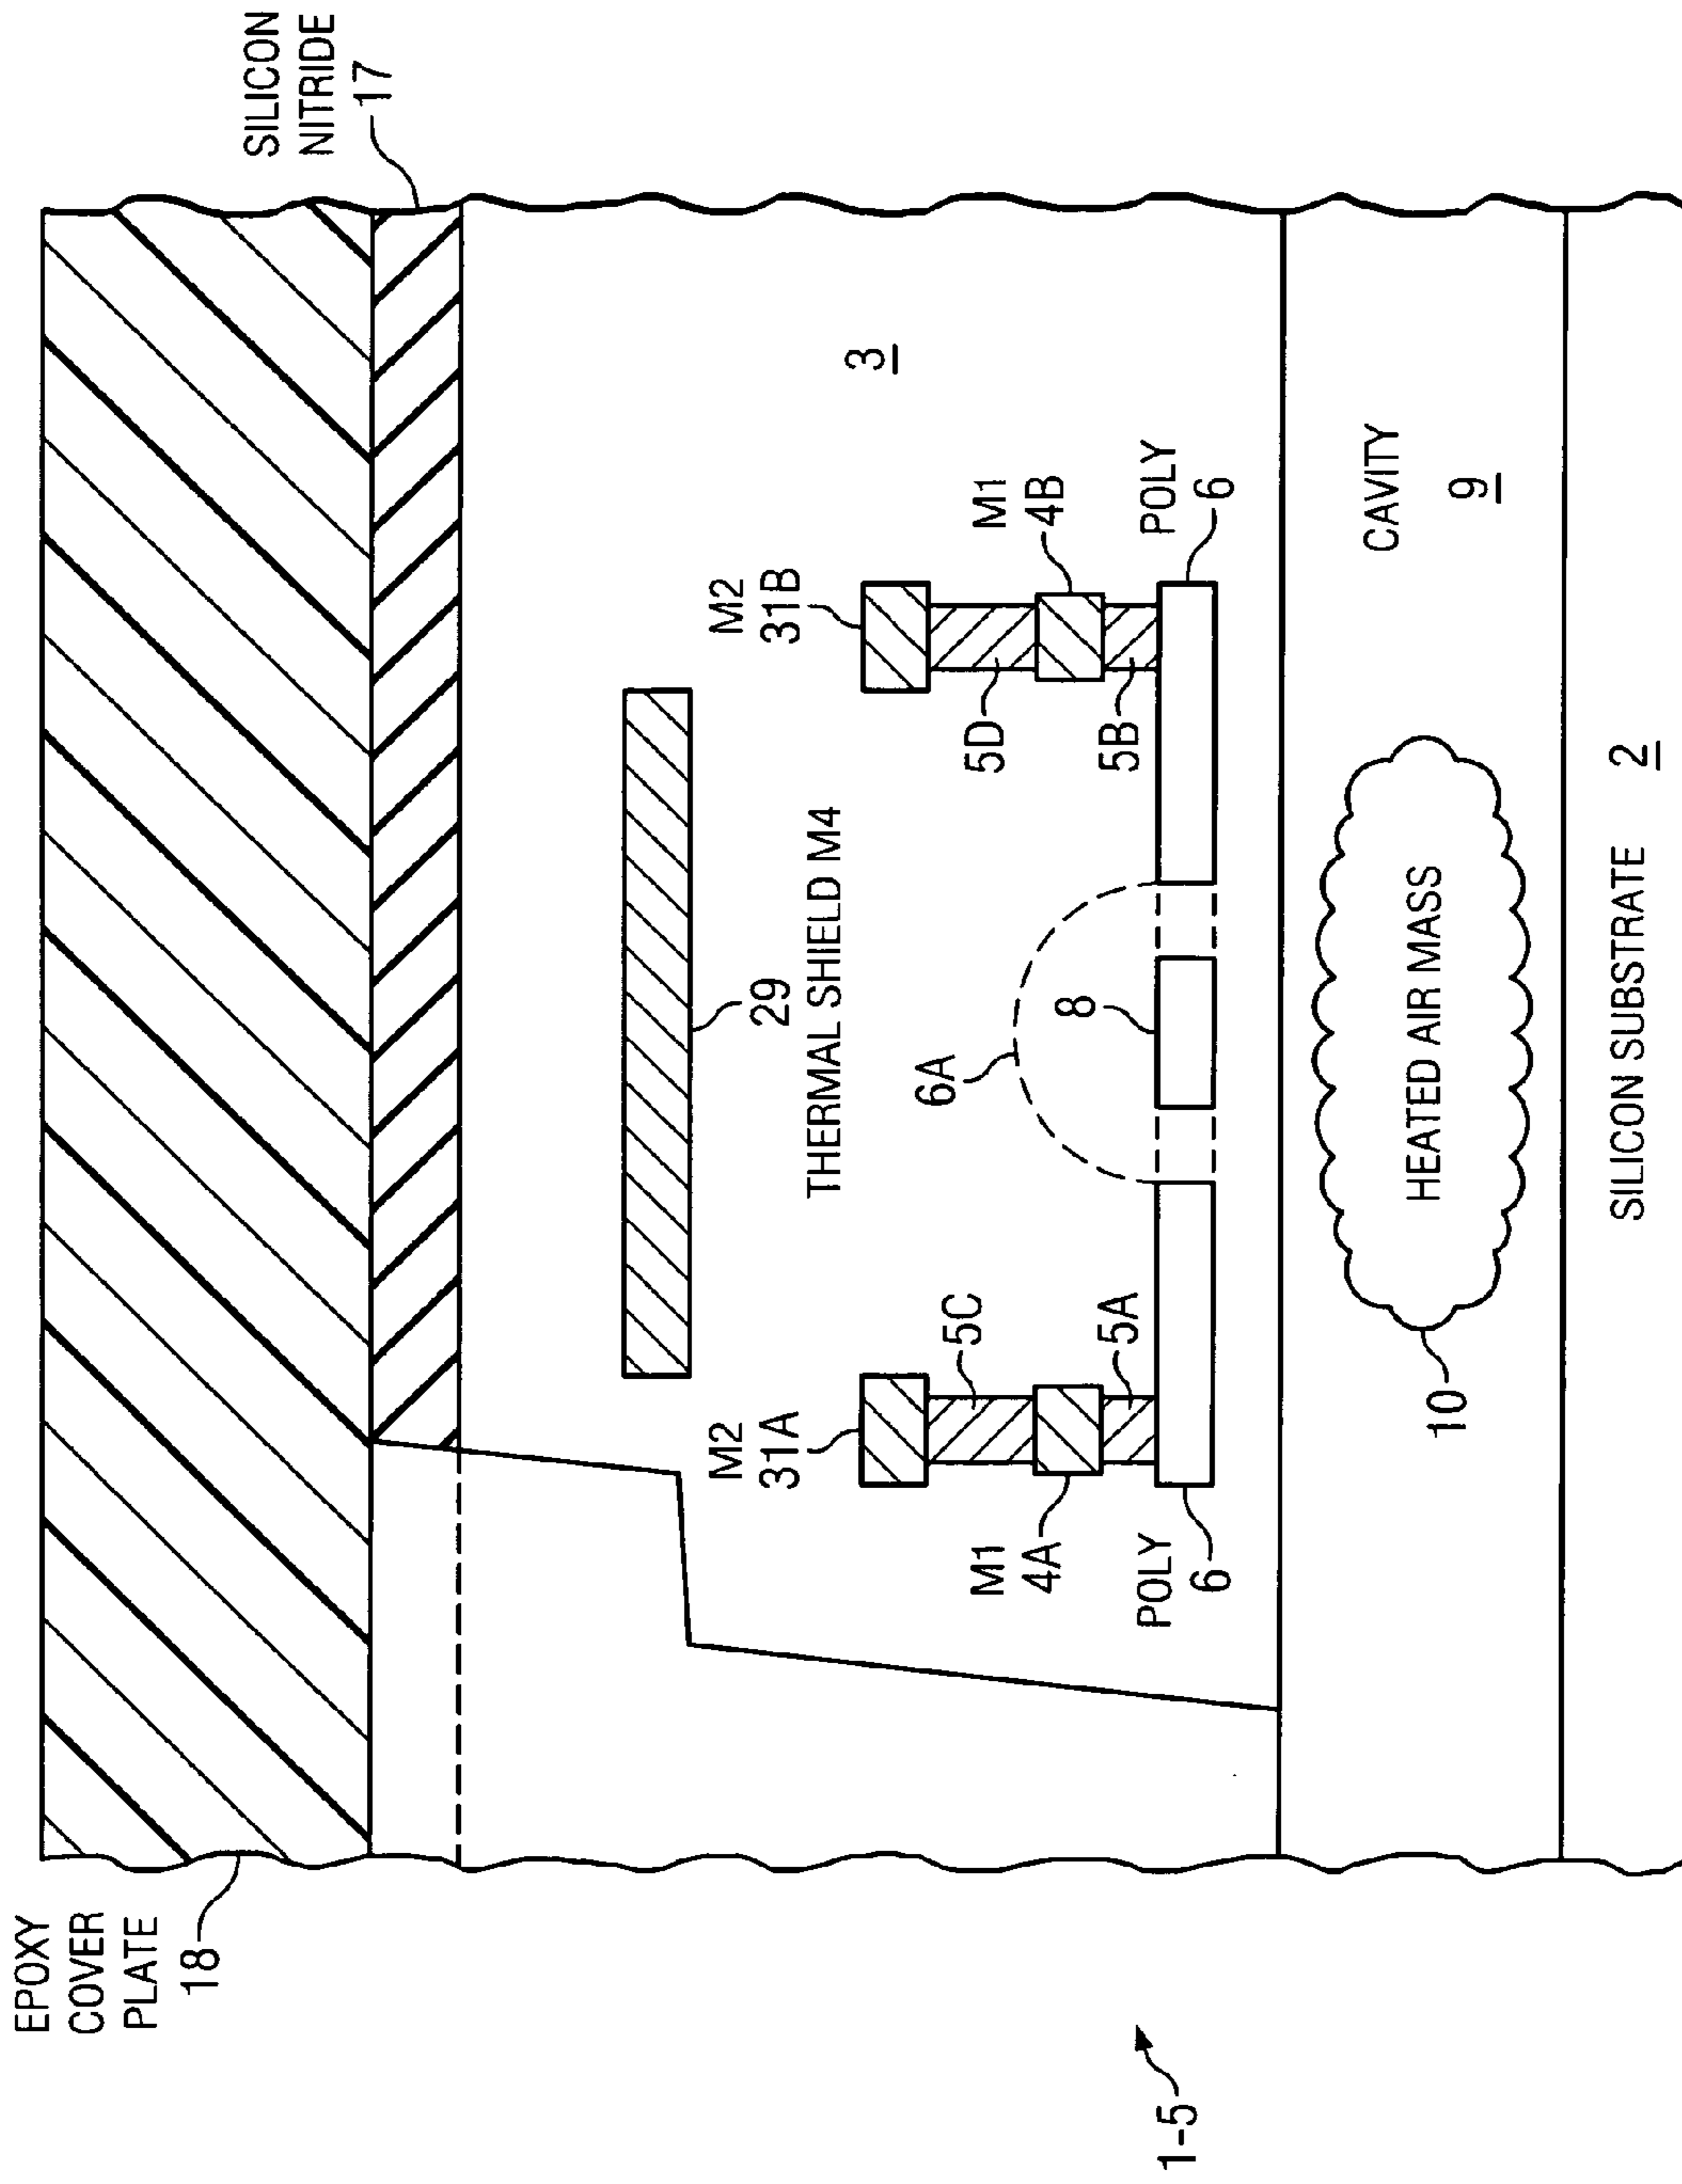 EPOXY
COVER
PLATE
18
SILICON
NITRIDE
17
29
THERMAL SHIELD M4
3
M2
31A
M2
31B
5C
5D
M1
4A
M1
4B
5A
5B
6A
8
POLY
6
POLY
6
CAVITY
9
HEATED AIR MASS
10
SILICON SUBSTRATE
2
1-5